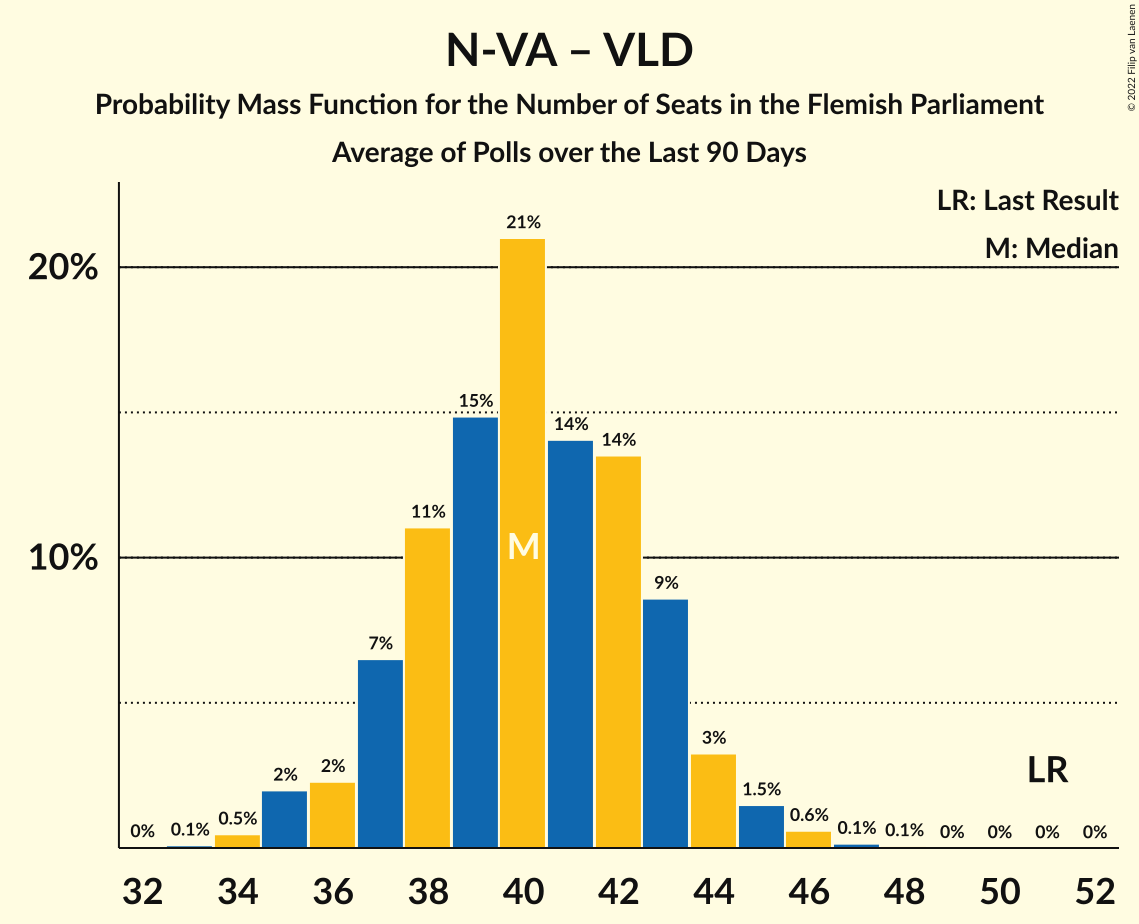 N-VA – VLD
Probability Mass Function for the Number of Seats in the Flemish Parliament
Average of Polls over the Last 90 Days
© 2022 Filip van Laenen
LR: Last Result
M: Median
20%
10%
0% 0.1% 0.5% 2% 2% 7% 11% 15% 21% 14% 14% 9% 3% 1.5% 0.6% 0.1% 0.1% 0% 0% 0% 0%
M
LR
32 34 36 38 40 42 44 46 48 50 52